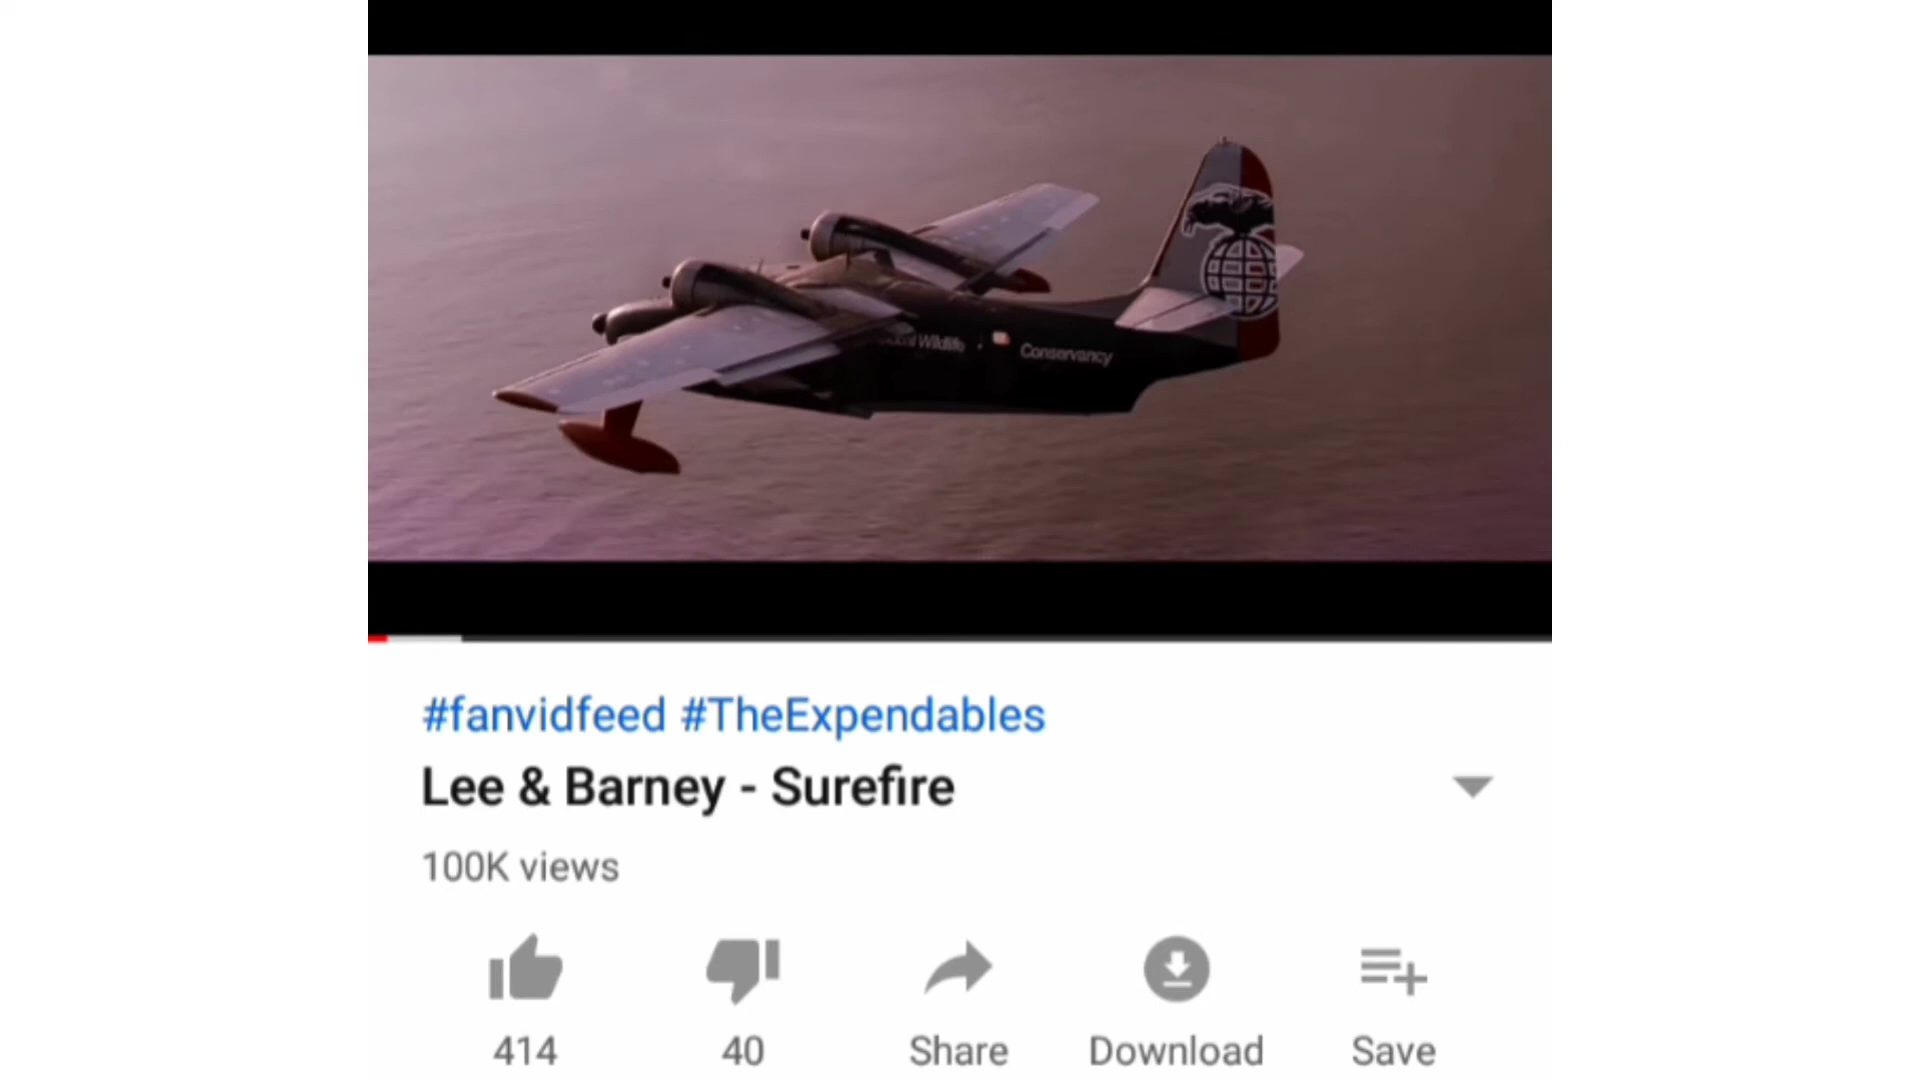 Wildlife Conservancy
#fanvidfeed #TheExpendables
Lee & Barney - Surefire
100K views
414 40 Share Download Save